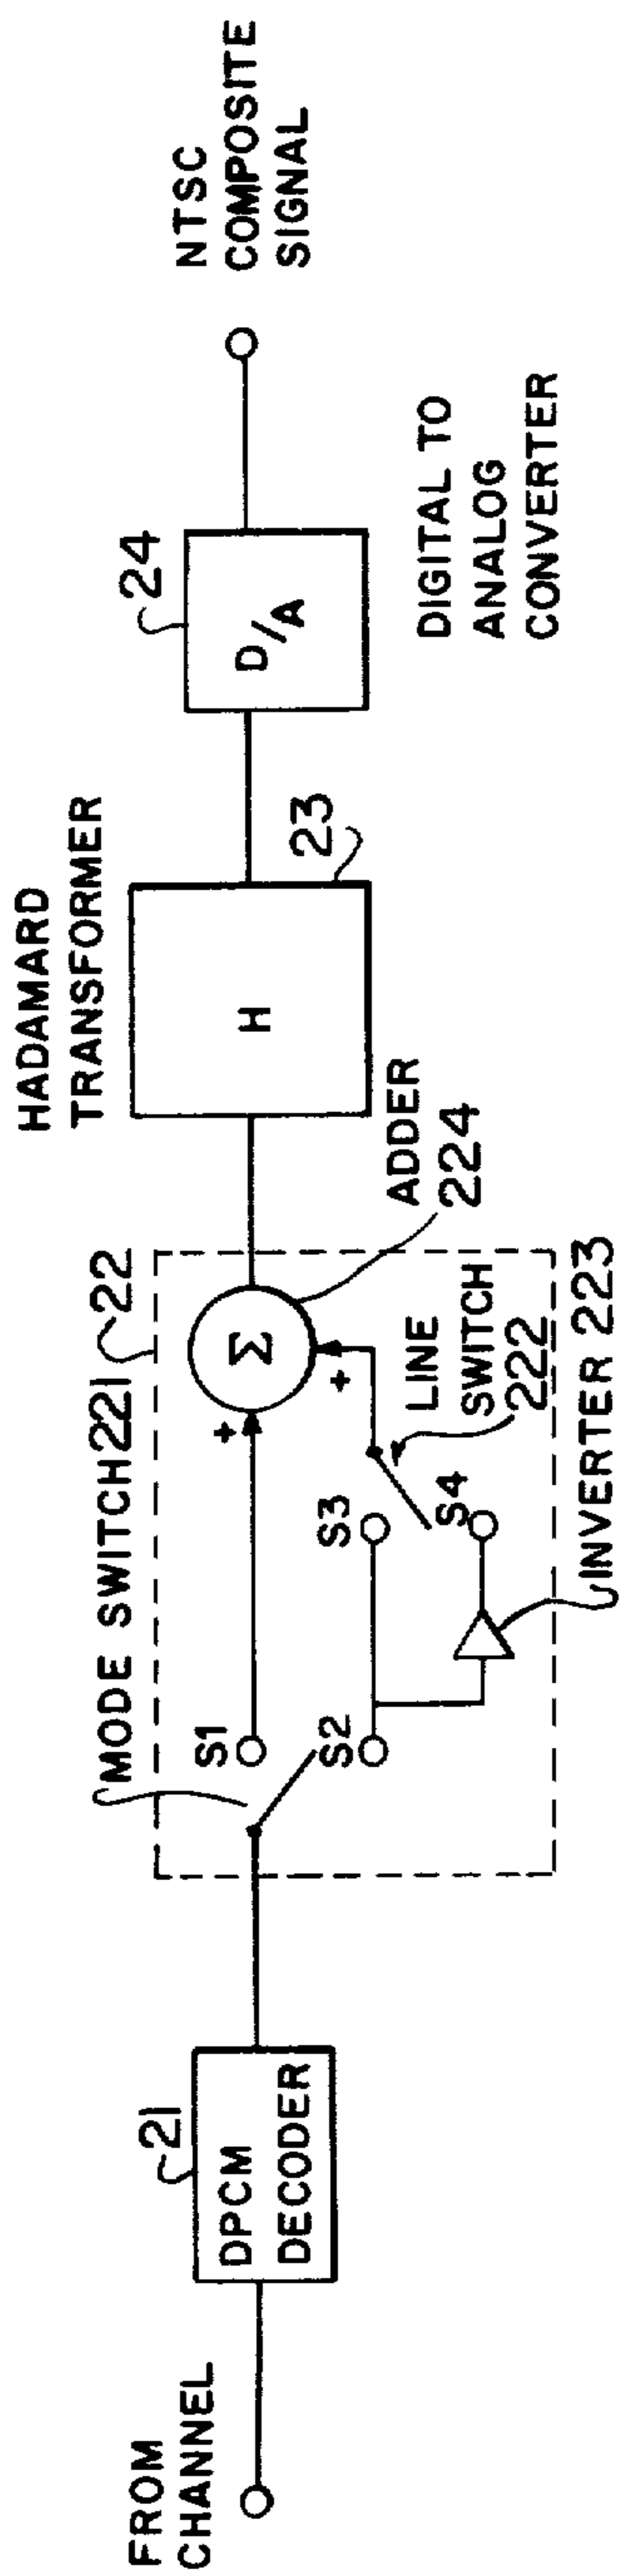 FROM
CHANNEL
21
DPCM
DECODER
MODE SWITCH 221
22
S1
S2
S3
S4
+
+
Σ
LINE
SWITCH
222
INVERTER 223
ADDER
224
HADAMARD
TRANSFORMER
23
H
24
D/A
DIGITAL TO
ANALOG
CONVERTER
NTSC
COMPOSITE
SIGNAL